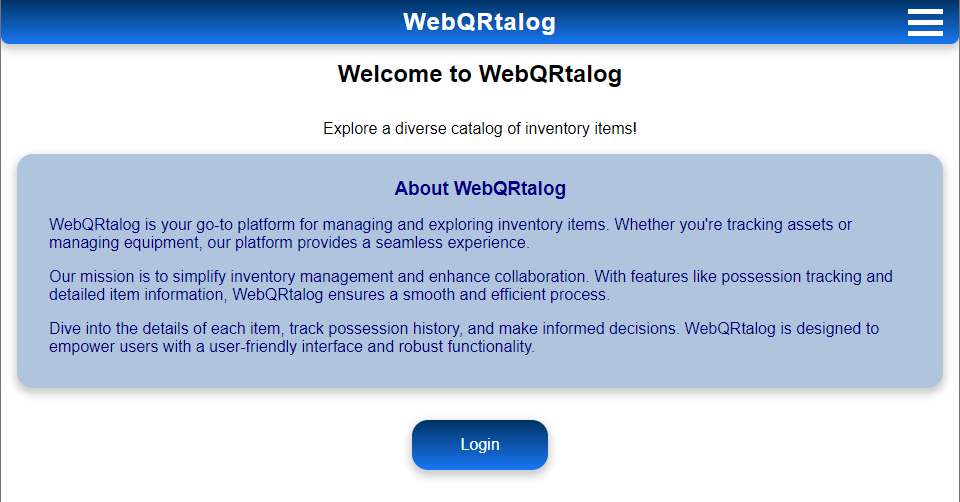 WebQRtalog
Welcome to WebQRtalog
Explore a diverse catalog of inventory items!
About WebQRtalog
WebQRtalog is your go-to platform for managing and exploring inventory items. Whether you're tracking assets or
managing equipment, our platform provides a seamless experience.
Our mission is to simplify inventory management and enhance collaboration. With features like possession tracking and
detailed item information, WebQRtalog ensures a smooth and efficient process.
Dive into the details of each item, track possession history, and make informed decisions. WebQRtalog is designed to
empower users with a user-friendly interface and robust functionality.
Login